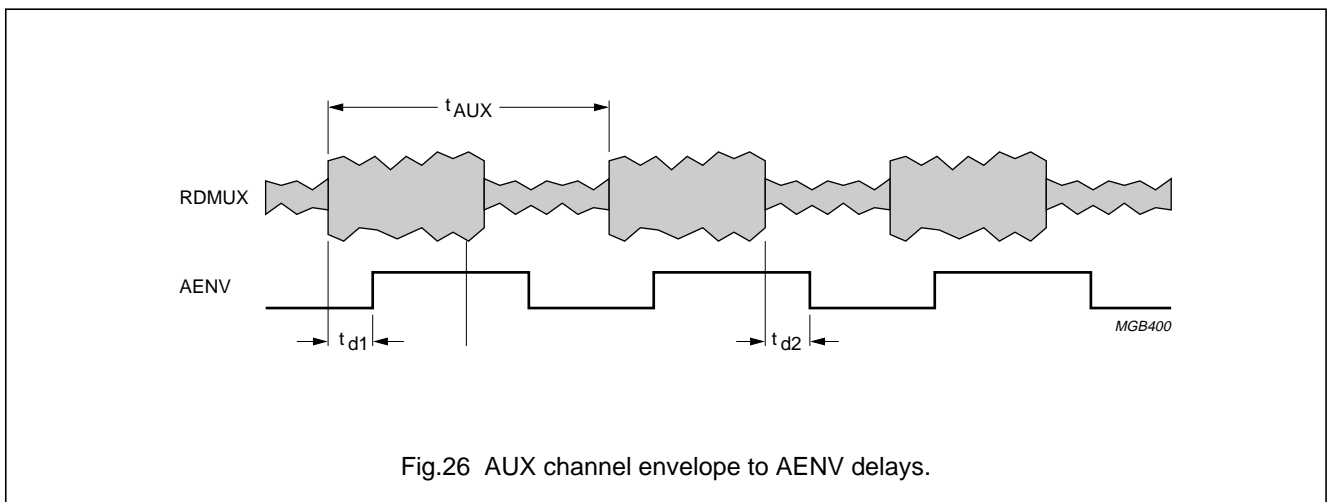 t AUX
RDMUX
AENV
MGB400
t d1
t d2
Fig.26 AUX channel envelope to AENV delays.